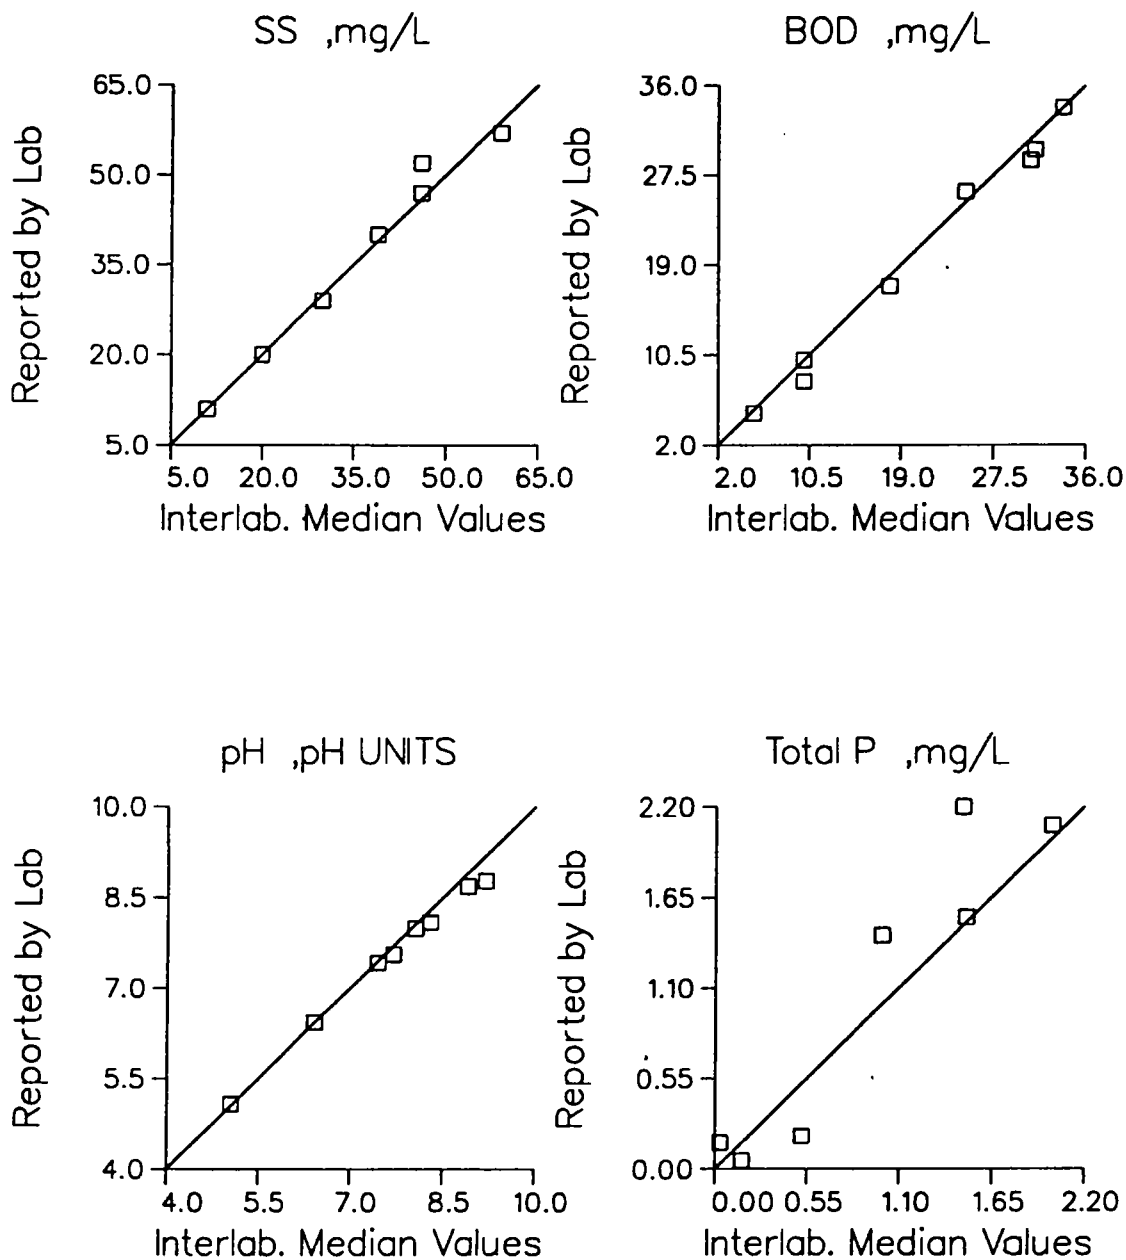 SS ,mg/L
65.0
50.0
35.0
20.0
5.0
Reported by Lab
5.0 20.0 35.0 50.0 65.0
Interlab. Median Values
BOD ,mg/L
36.0
27.5
19.0
10.5
2.0
Reported by Lab
2.0 10.5 19.0 27.5 36.0
Interlab. Median Values
pH ,pH UNITS
10.0
8.5
7.0
5.5
4.0
Reported by Lab
4.0 5.5 7.0 8.5 10.0
Interlab. Median Values
Total P ,mg/L
2.20
1.65
1.10
0.55
0.00
Reported by Lab
0.00 0.55 1.10 1.65 2.20
Interlab. Median Values